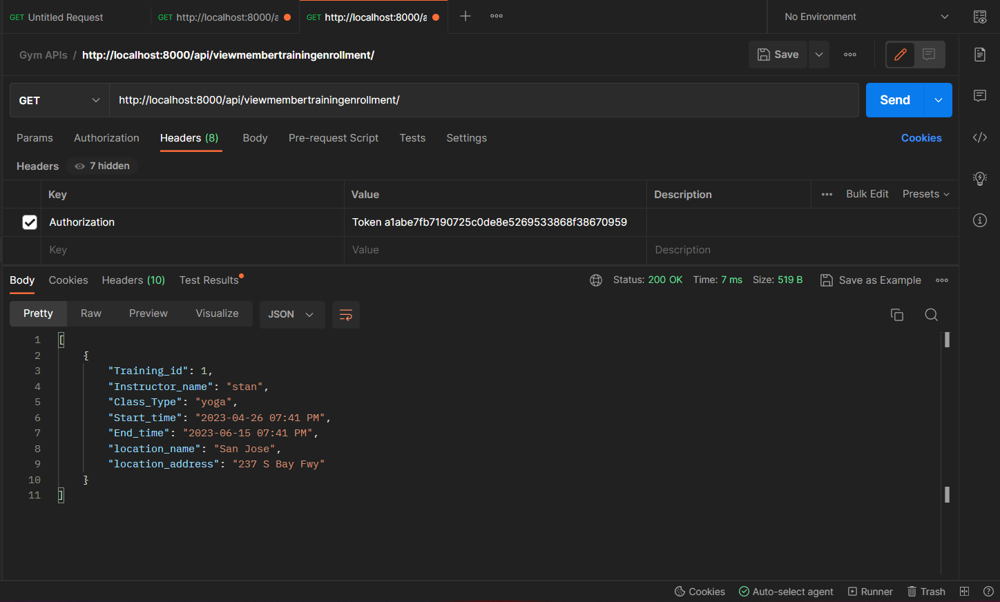 GET Untitled Request GET http://localhost:8000/a GET http://localhost:8000/a No Environment
Gym APIs / http://localhost:8000/api/viewmembertrainingenrollment/ Save
GET http://localhost:8000/api/viewmembertrainingenrollment/ Send
Params Authorization Headers (8) Body Pre-request Script Tests Settings Cookies
Headers 7 hidden
Key Value Description Bulk Edit Presets
Authorization Token a1abe7fb7190725c0de8e5269533868f38670959
Key Value Description
Body Cookies Headers (10) Test Results Status: 200 OK Time: 7 ms Size: 519 B Save as Example
Pretty Raw Preview Visualize JSON
1 [
2 {
3 "Training_id": 1,
4 "Instructor_name": "stan",
5 "Class_Type": "yoga",
6 "Start_time": "2023-04-26 07:41 PM",
7 "End_time": "2023-06-15 07:41 PM",
8 "location_name": "San Jose",
9 "location_address": "237 S Bay Fwy"
10 }
11 ]
Cookies Auto-select agent Runner Trash